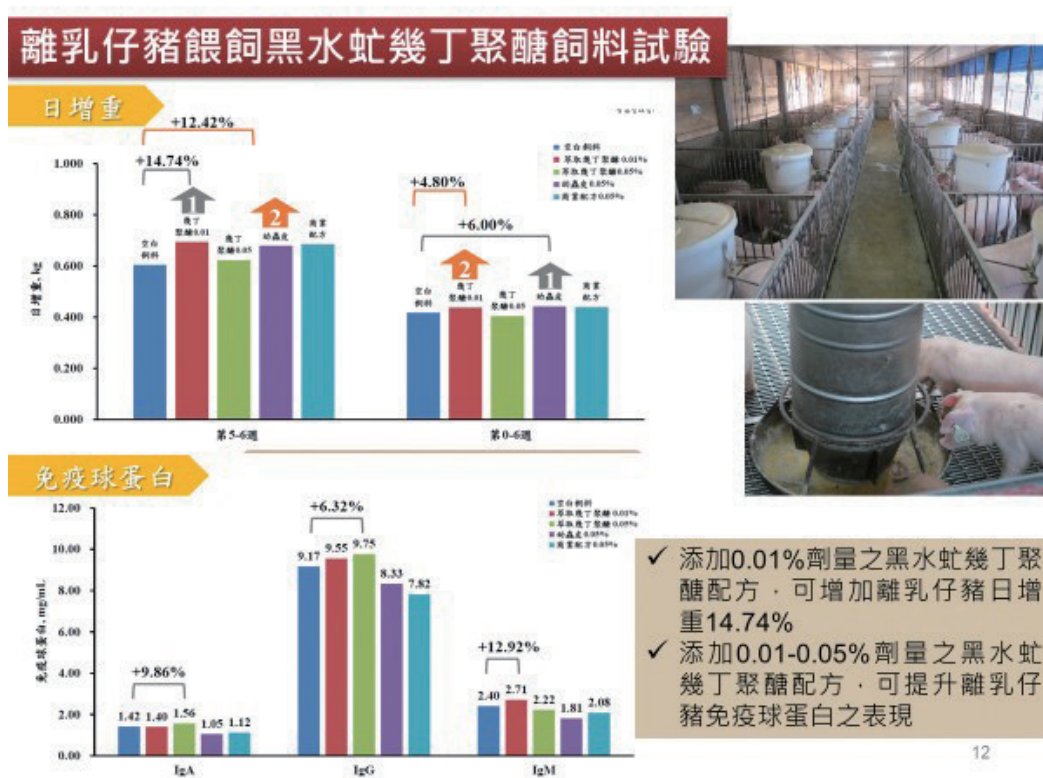 離乳仔豬餵飼黑水虻幾丁聚醣飼料試驗
日增重
+12.42%
+14.74%
+4.80%
+6.00%
空白飼料
萃取幾丁聚醣0.01%
萃取幾丁聚醣0.05%
幼蟲皮0.05%
商業配方0.05%
日增重, kg
1.000
0.800
0.600
0.400
0.200
0.000
空白
飼料
1
幾丁
聚醣0.01
幾丁
聚醣0.05
2
幼蟲皮
商業
配方
空白
飼料
2
幾丁
聚醣0.01
幾丁
聚醣0.05
1
幼蟲皮
商業
配方
第5-6週
第0-6週
免疫球蛋白
空白飼料
萃取幾丁聚醣0.01%
萃取幾丁聚醣0.05%
幼蟲皮0.05%
商業配方0.05%
免疫球蛋白, mg/mL
12.00
10.00
8.00
6.00
4.00
2.00
0.00
+9.86%
1.42 1.40 1.56 1.05 1.12
+6.32%
9.17 9.55 9.75 8.33 7.82
+12.92%
2.40 2.71 2.22 1.81 2.08
IgA
IgG
IgM
✓ 添加0.01%劑量之黑水虻幾丁聚
醣配方，可增加離乳仔豬日增
重14.74%
✓ 添加0.01-0.05%劑量之黑水虻
幾丁聚醣配方，可提升離乳仔
豬免疫球蛋白之表現
12